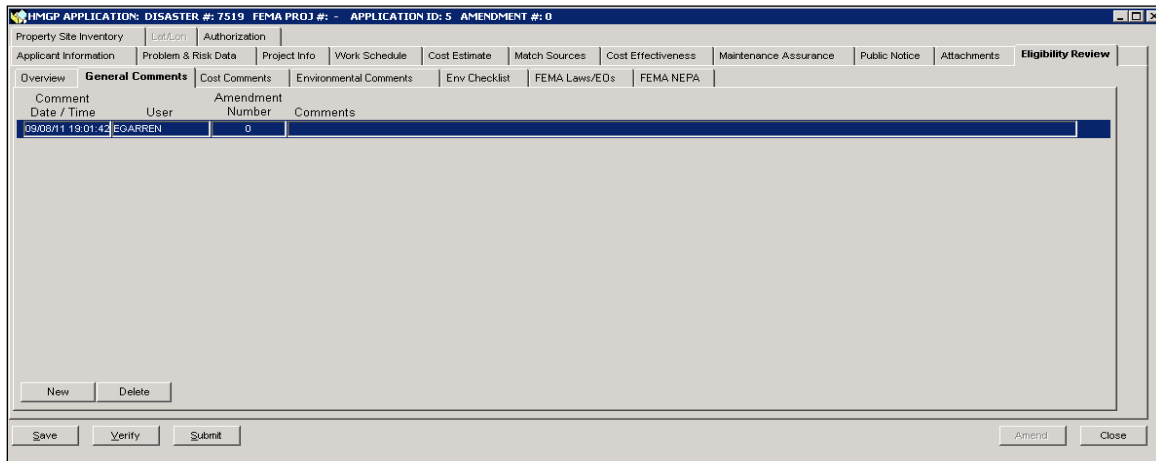 HMGP APPLICATION: DISASTER #: 7519 FEMA PROJ #: - APPLICATION ID: 5 AMENDMENT #: 0
Property Site Inventory Lat/Lon Authorization
Applicant Information Problem & Risk Data Project Info Work Schedule Cost Estimate Match Sources Cost Effectiveness Maintenance Assurance Public Notice Attachments Eligibility Review
Overview General Comments Cost Comments Environmental Comments Env Checklist FEMA Laws/EOs FEMA NEPA
Comment Amendment
Date / Time User Number Comments
09/08/11 19:01:42 EGARREN 0
New Delete
Save Verify Submit Amend Close